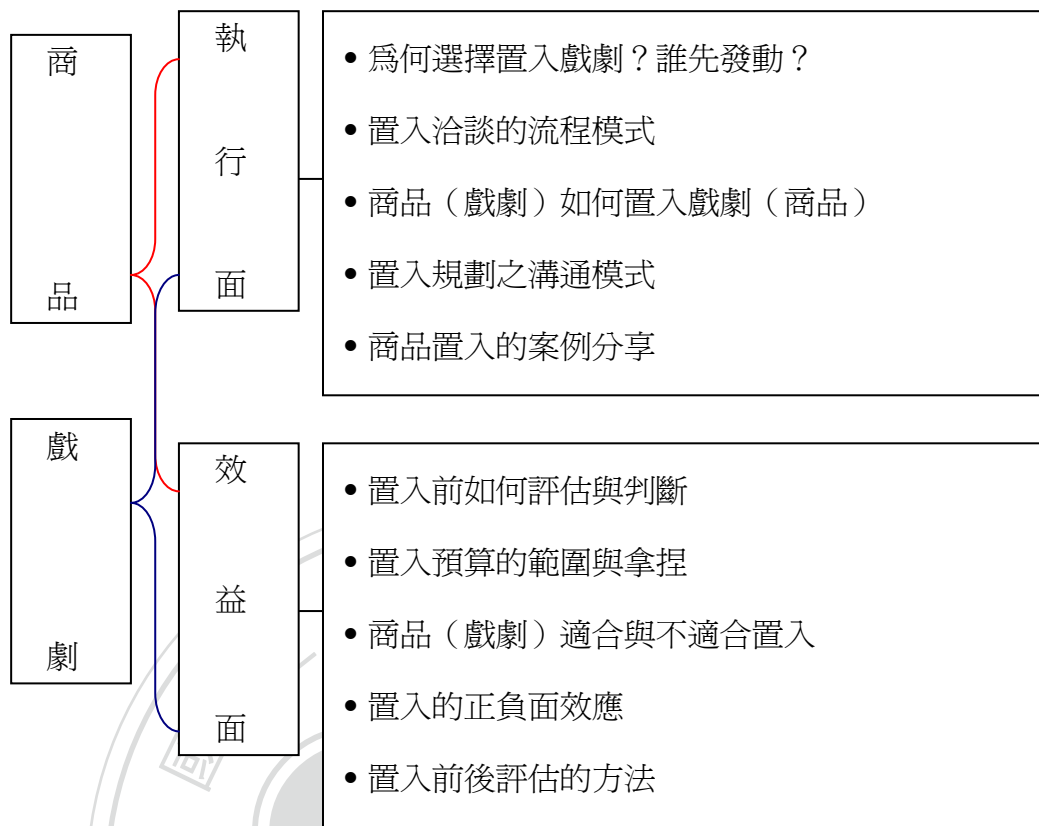 商品
執行面
• 爲何選擇置入戲劇？誰先發動？
• 置入洽談的流程模式
• 商品（戲劇）如何置入戲劇（商品）
• 置入規劃之溝通模式
• 商品置入的案例分享
戲劇
效益面
• 置入前如何評估與判斷
• 置入預算的範圍與拿捏
• 商品（戲劇）適合與不適合置入
• 置入的正負面效應
• 置入前後評估的方法